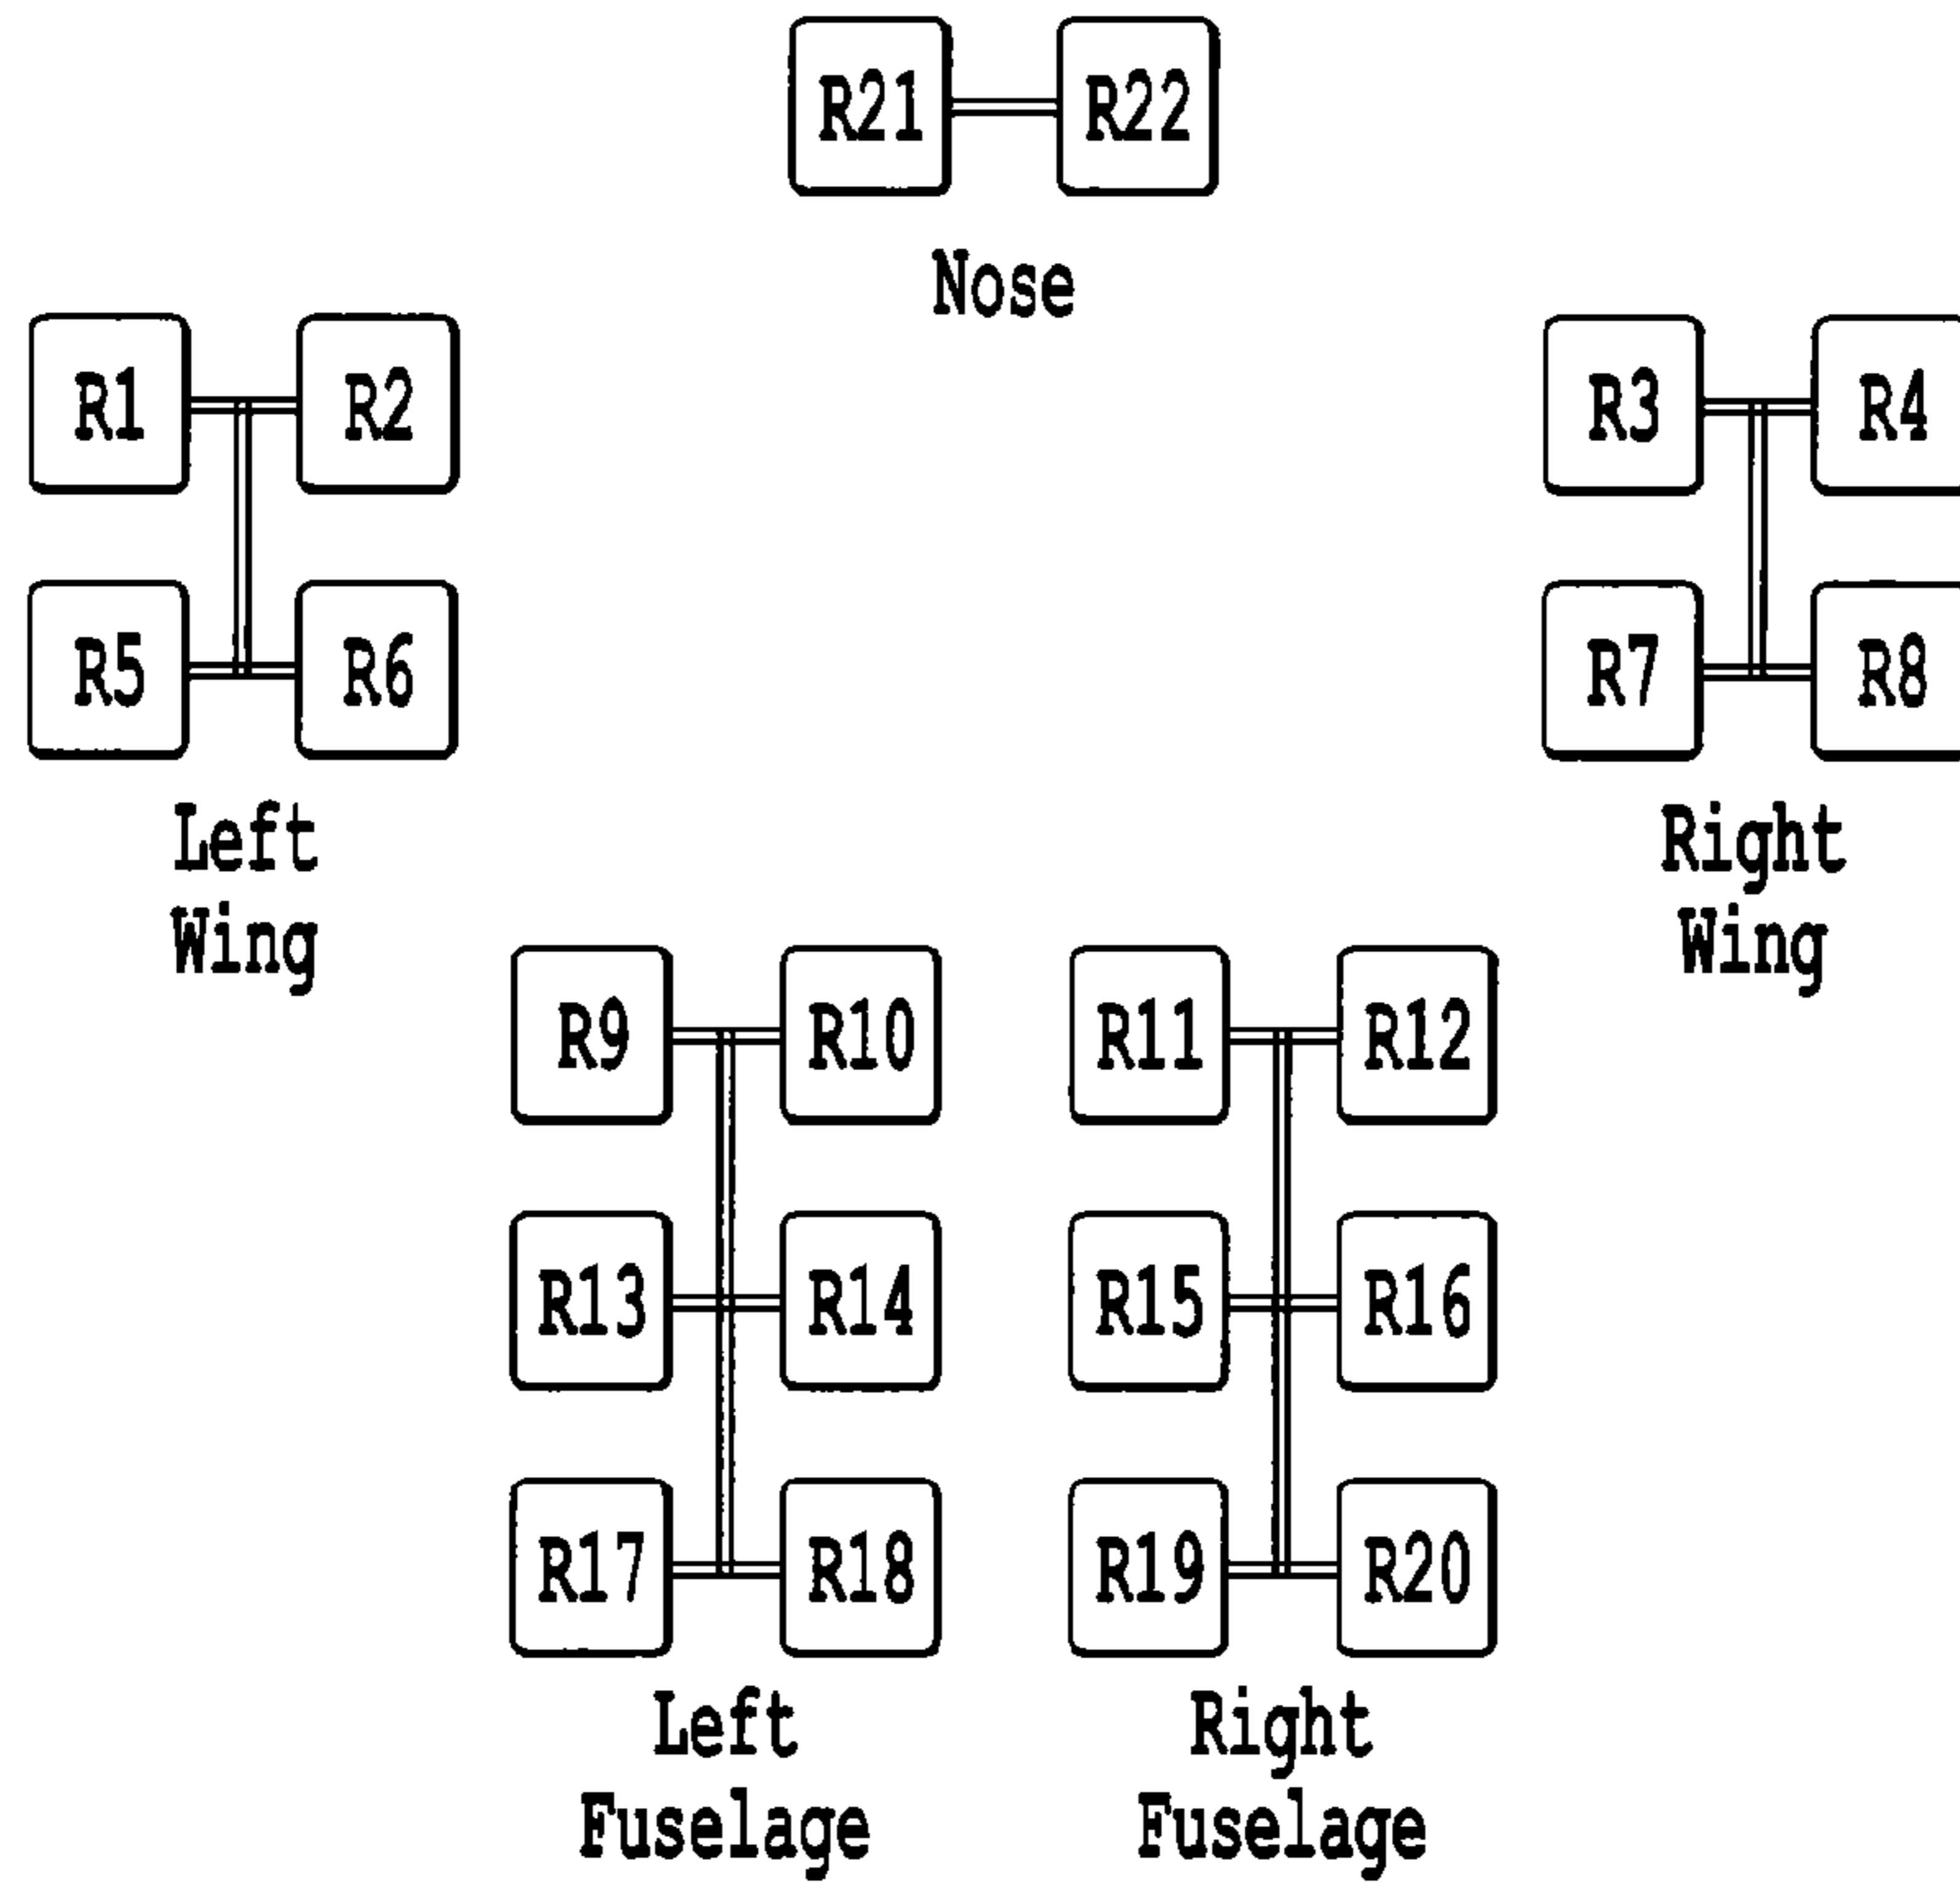 R21 R22
Nose
R1 R2
R5 R6
Left
Wing
R3 R4
R7 R8
Right
Wing
R9 R10
R13 R14
R17 R18
Left
Fuselage
R11 R12
R15 R16
R19 R20
Right
Fuselage